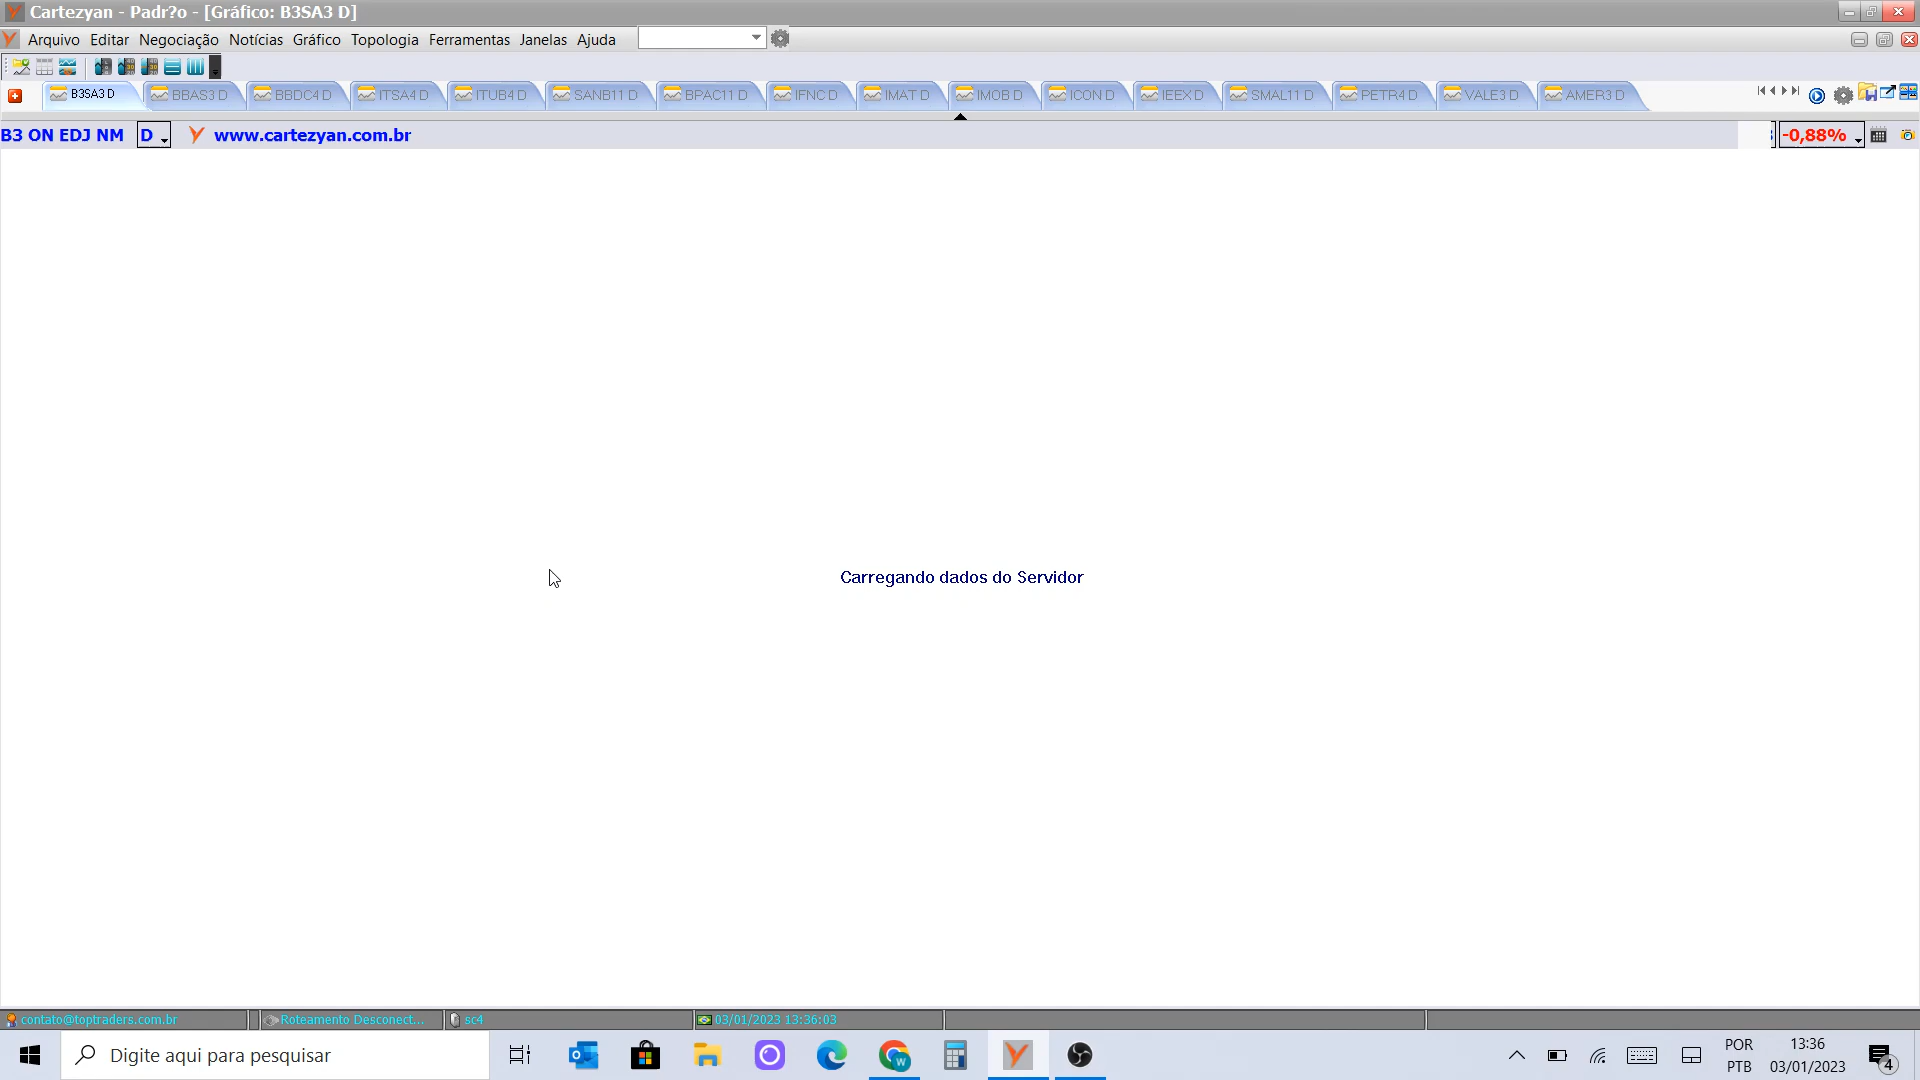 Cartezyan - Padr?o - [Gráfico: B3SA3 D]
Arquivo Editar Negociação Notícias Gráfico Topologia Ferramentas Janelas Ajuda
B3SA3 D BBAS3 D BBDC4 D ITSA4 D ITUB4 D SANB11 D BPAC11 D IFNC D IMAT D IMOB D ICON D IEEX D SMAL11 D PETR4 D VALE3 D AMER3 D
B3 ON EDJ NM D www.cartezyan.com.br -0,88%
Carregando dados do Servidor
contato@toptraders.com.br Roteamento Desconect... sc4 03/01/2023 13:36:03
Digite aqui para pesquisar
POR
PTB
13:36
03/01/2023
4